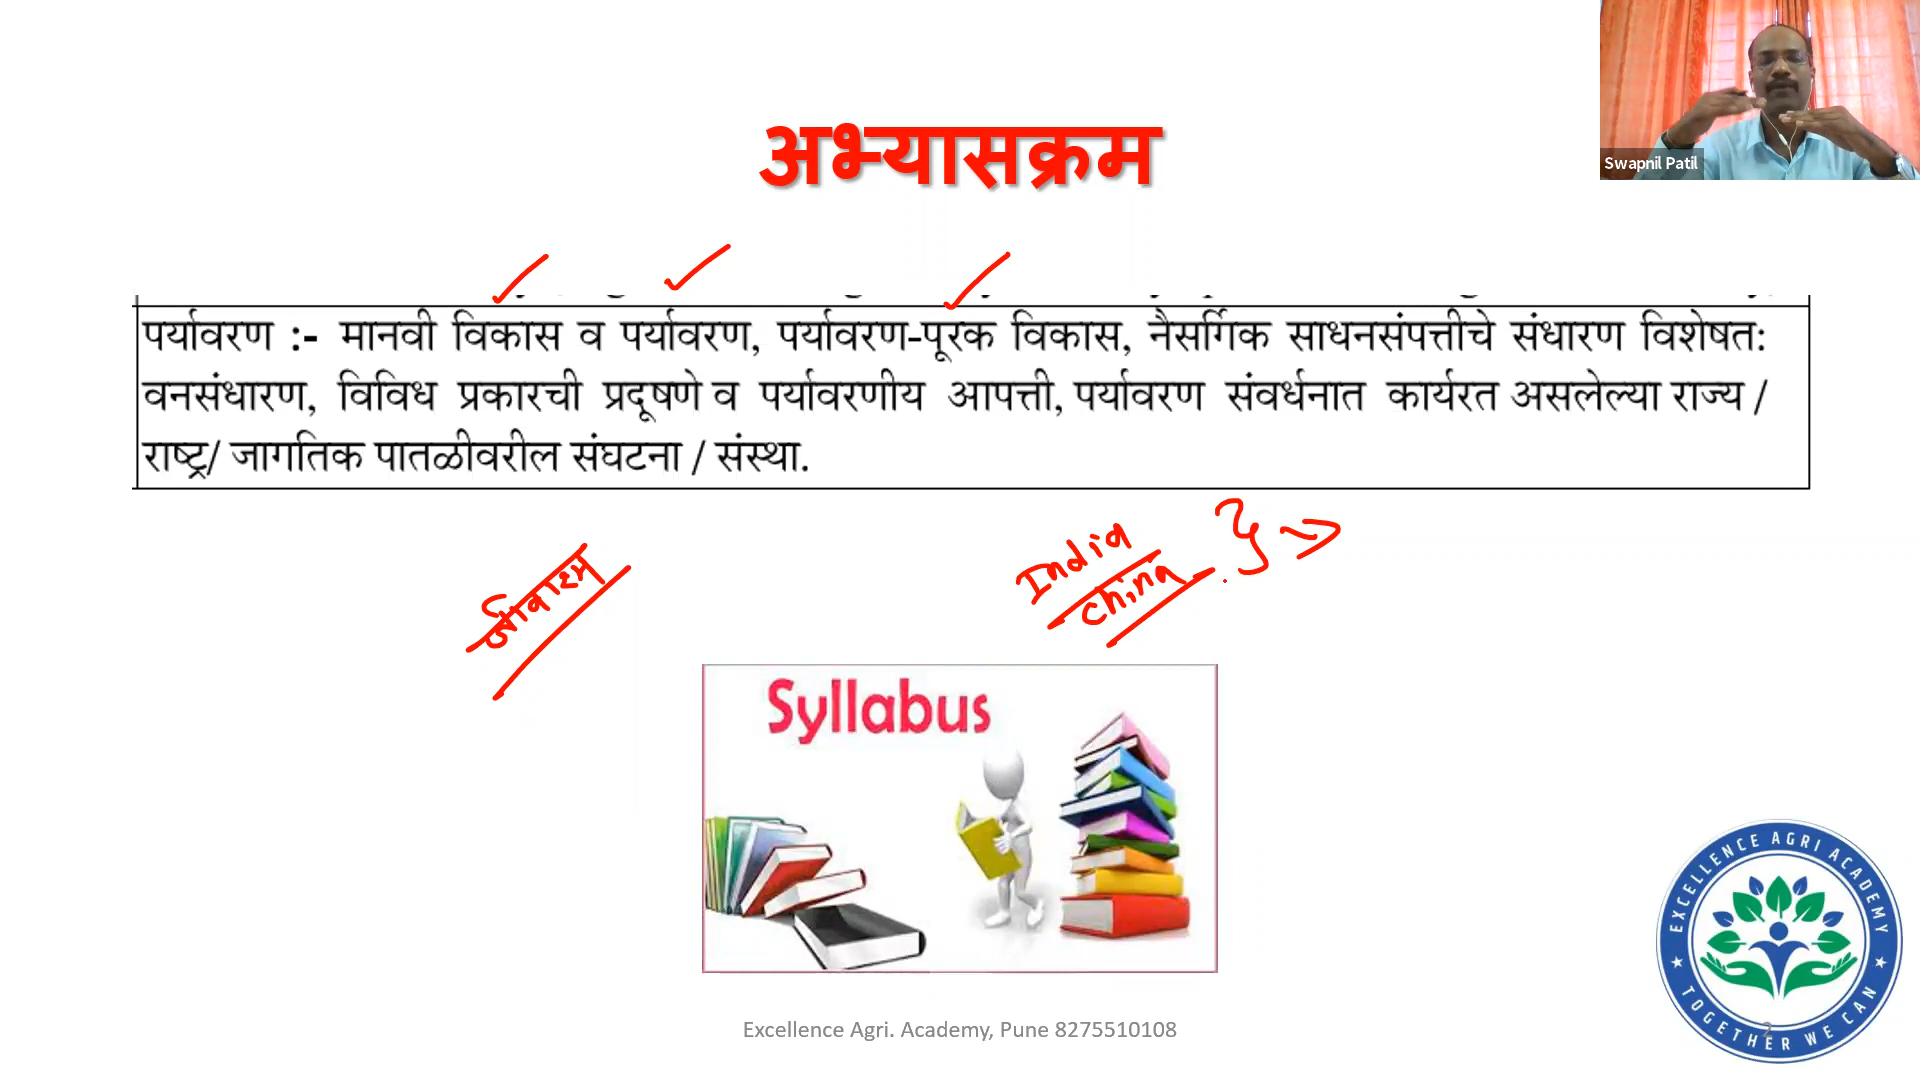 अभ्यासक्रम
Swapnil Patil
पर्यावरण :- मानवी विकास व पर्यावरण, पर्यावरण-पूरक विकास, नैसर्गिक साधनसंपत्तीचे संधारण विशेषत:
वनसंधारण, विविध प्रकारची प्रदूषणे व पर्यावरणीय आपत्ती, पर्यावरण संवर्धनात कार्यरत असलेल्या राज्य /
राष्ट्र/ जागतिक पातळीवरील संघटना / संस्था.
India
China
Syllabus
EXCELLENCE AGRI ACADEMY
TOGETHER WE CAN
Excellence Agri. Academy, Pune 8275510108
2